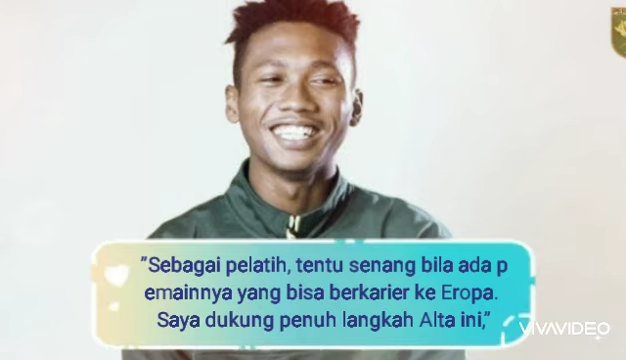 "Sebagai pelatih, tentu senang bila ada p
emainnya yang bisa berkarier ke Eropa.
Saya dukung penuh langkah Alta ini,"
VIVAVIDEO